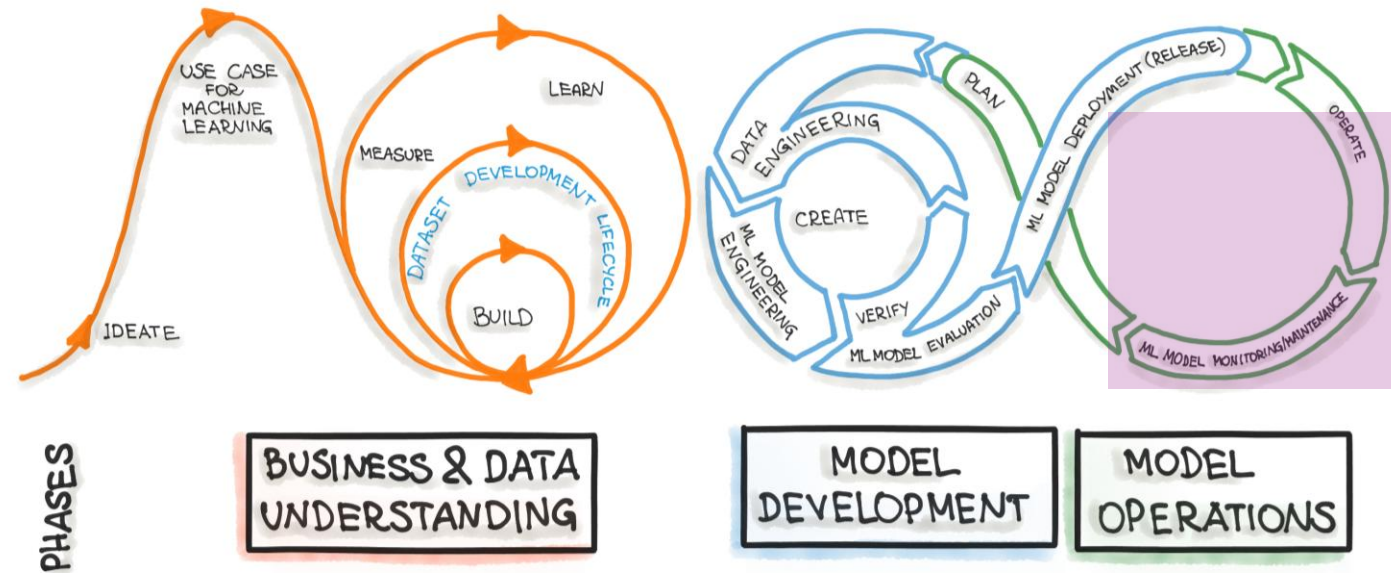 USE CASE
FOR
MACHINE
LEARNING
IDEATE
MEASURE
LEARN
DATASET DEVELOPMENT LIFECYCLE
BUILD
DATA
ENGINEERING
CREATE
ML MODEL
ENGINEERING
VERIFY
ML MODEL EVALUATION
PLAN
ML MODEL DEPLOYMENT (RELEASE)
OPERATE
ML MODEL MONITORING/MAINTENANCE
PHASES
BUSINESS & DATA
UNDERSTANDING
MODEL
DEVELOPMENT
MODEL
OPERATIONS